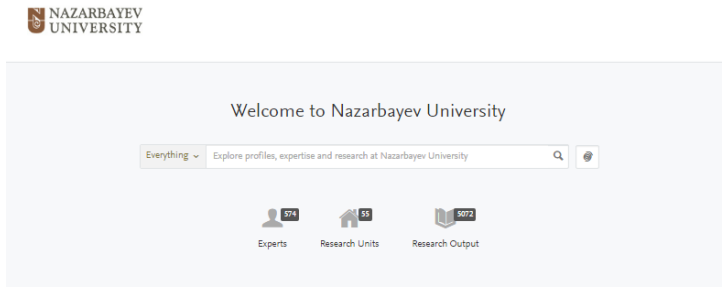 NAZARBAYEV
UNIVERSITY
Welcome to Nazarbayev University
Everything Explore profiles, expertise and research at Nazarbayev University
574 55 5072
Experts Research Units Research Output